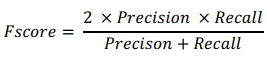 Fscore = 2 × Precision × Recall / Precison + Recall